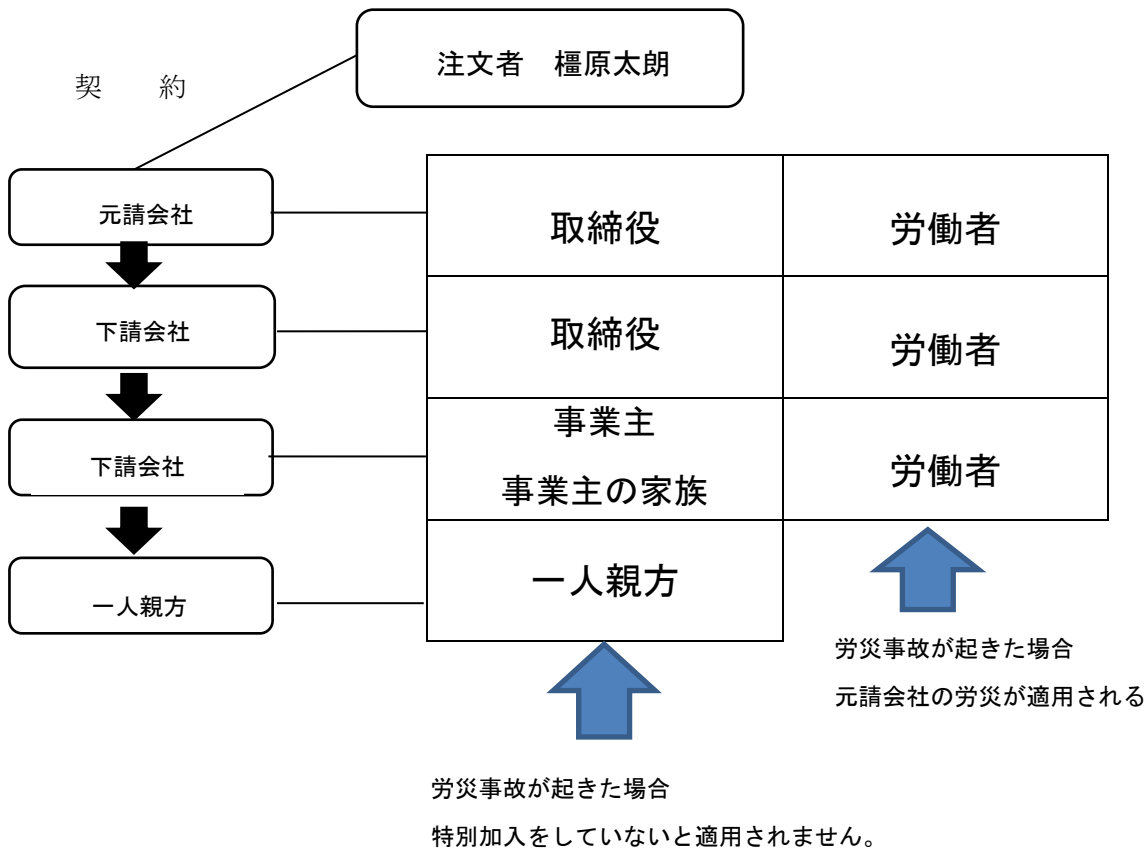 注文者　橿原太朗
契　約
元請会社
取締役
労働者
下請会社
取締役
労働者
下請会社
事業主
事業主の家族
労働者
一人親方
一人親方
労災事故が起きた場合
元請会社の労災が適用される
労災事故が起きた場合
特別加入をしていないと適用されません。